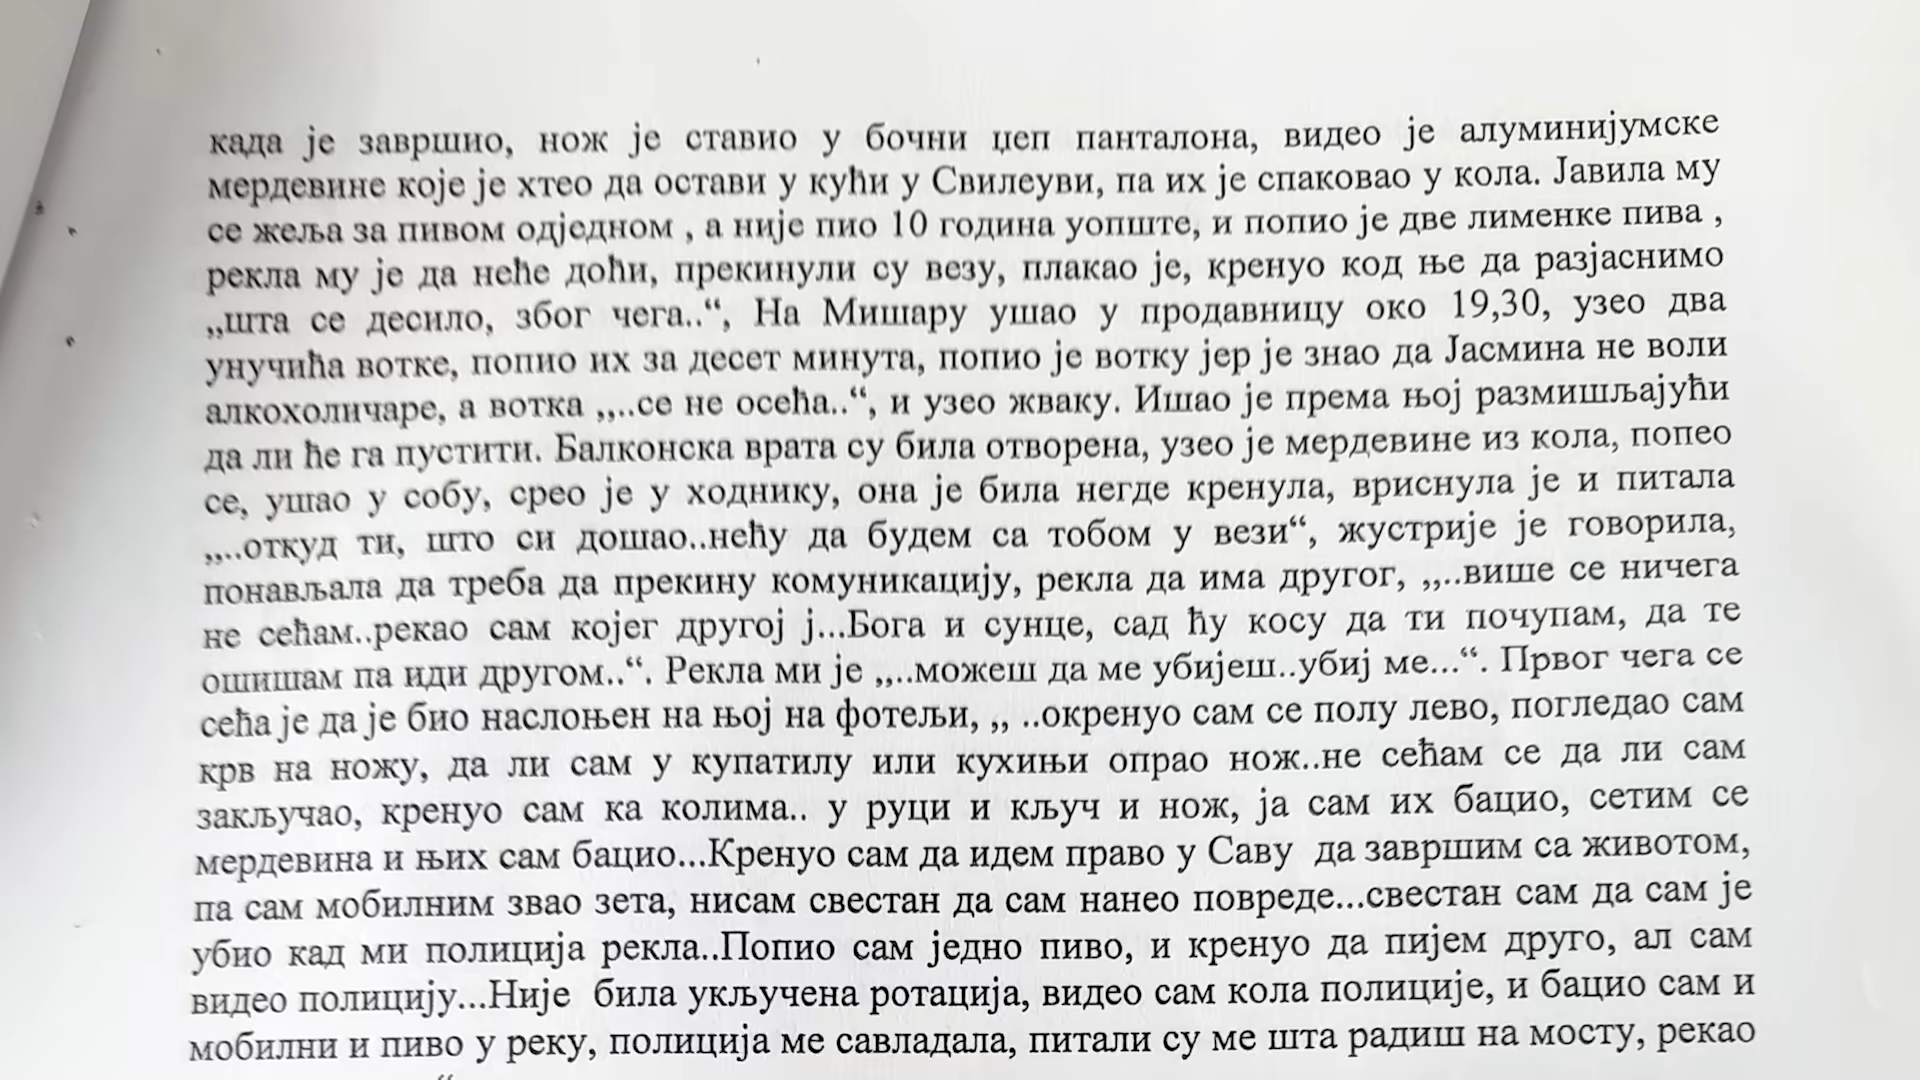 када је завршио, нож је ставио у бочни џеп панталона, видео је алуминијумске
мердевине које је хтео да остави у кући у Свилеуви, па их је спаковао у кола. Јавила му
се жеља за пивом одједном , а није пио 10 година уопште, и попио је две лименке пива ,
рекла му је да неће доћи, прекинули су везу, плакао је, кренуо код ње да разјаснимо
„шта се десило, због чега..“, На Мишару ушао у продавницу око 19,30, узео два
унучића вотке, попио их за десет минута, попио је вотку јер је знао да Јасмина не воли
алкохоличаре, а вотка „..се не осећа..“, и узео жваку. Ишао је према њој размишљајући
да ли ће га пустити. Балконска врата су била отворена, узео је мердевине из кола, попео
се, ушао у собу, срео је у ходнику, она је била негде кренула, вриснула је и питала
„..откуд ти, што си дошао..нећу да будем са тобом у вези“, жустрије је говорила,
понављала да треба да прекину комуникацију, рекла да има другог, „..више се ничега
не сећам..рекао сам којег другој ј...Бога и сунце, сад ћу косу да ти почупам, да те
ошишам па иди другом..“. Рекла ми је „..можеш да ме убијеш..убиј ме...“. Првог чега се
сећа је да је био наслоњен на њој на фотељи, „ ..окренуо сам се полу лево, погледао сам
крв на ножу, да ли сам у купатилу или кухињи опрао нож..не сећам се да ли сам
закључао, кренуо сам ка колима.. у руци и кључ и нож, ја сам их бацио, сетим се
мердевина и њих сам бацио...Кренуо сам да идем право у Саву  да завршим са животом,
па сам мобилним звао зета, нисам свестан да сам нанео повреде...свестан сам да сам је
убио кад ми полиција рекла..Попио сам једно пиво, и кренуо да пијем друго, ал сам
видео полицију...Није  била укључена ротација, видео сам кола полиције, и бацио сам и
мобилни и пиво у реку, полиција ме савладала, питали су ме шта радиш на мосту, рекао